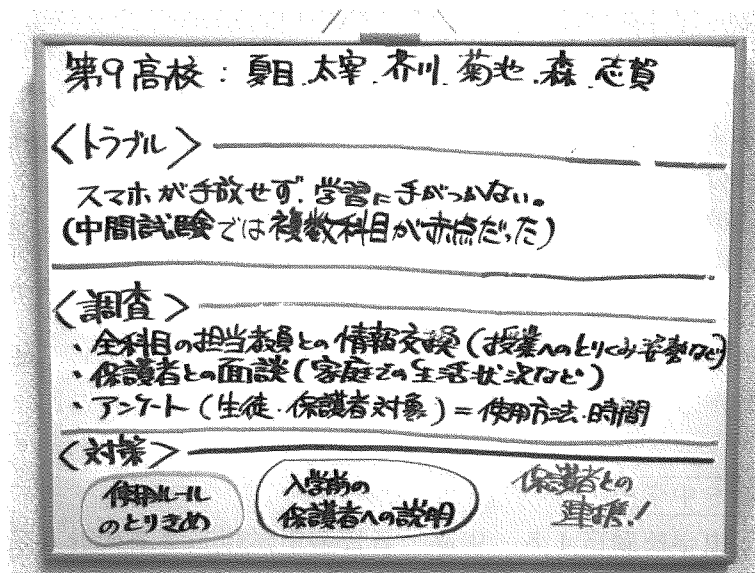 第9高校：夏目.太宰.芥川.菊池.森.志賀
〈トラブル〉
スマホが手放せず、学習に手がつかない。
(中間試験では複数科目が赤点だった)
〈調査〉
・全科目の担当教員との情報交換(授業へのとりくみ姿勢など)
・保護者との面談(家庭での生活状況など)
・アンケート(生徒・保護者対象)＝使用方法・時間
〈対策〉
使用ルール
のとりきめ
入学前の
保護者への説明
保護者との
連携!